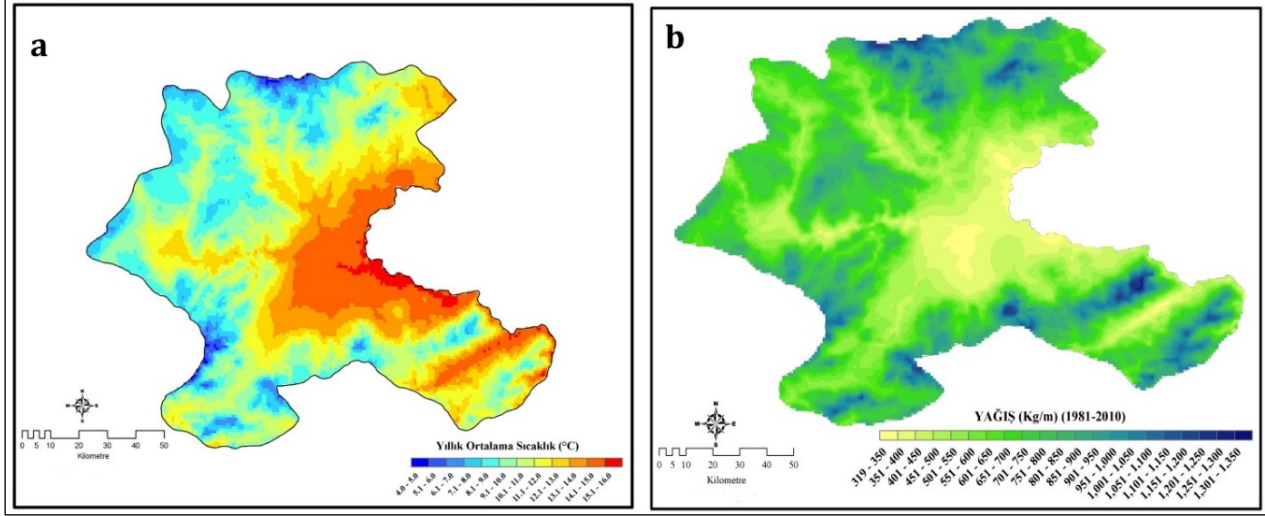 a
N
W E
S
0 5 10 20 30 40 50
Kilometre
Yıllık Ortalama Sıcaklık (°C)
4.0 - 5.0
5.1 - 6.0
6.1 - 7.0
7.1 - 8.0
8.1 - 9.0
9.1 - 10.0
10.1 - 11.0
11.1 - 12.0
12.1 - 13.0
13.1 - 14.0
14.1 - 15.0
15.1 - 16.0
b
N
W E
S
0 5 10 20 30 40 50
Kilometre
YAĞIŞ (Kg/m) (1981-2010)
319 - 350
351 - 400
401 - 450
451 - 500
501 - 550
551 - 600
601 - 650
651 - 700
701 - 750
751 - 800
801 - 850
851 - 900
901 - 950
951 - 1.000
1,001 - 1,050
1,051 - 1,100
1,101 - 1,150
1,151 - 1,200
1,201 - 1,250
1,251 - 1,300
1,301 - 1,350